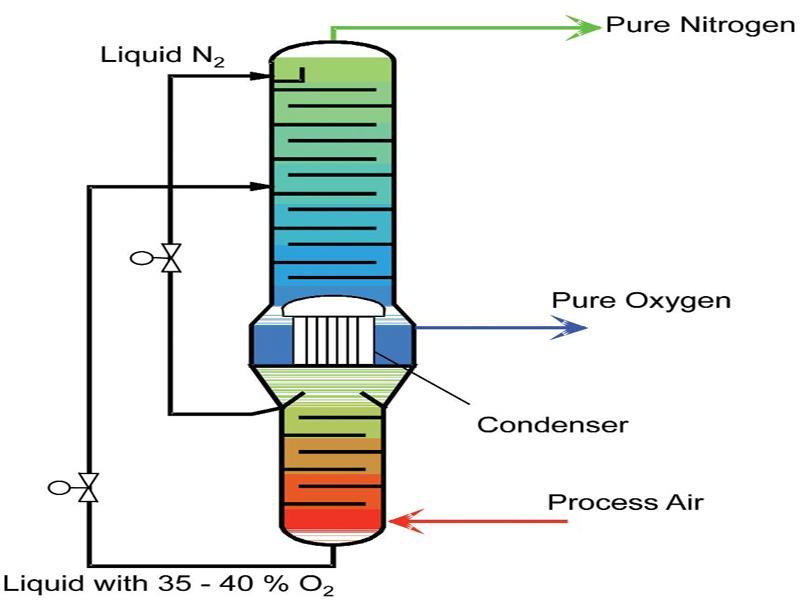 Pure Nitrogen
Liquid N₂
Pure Oxygen
Condenser
Process Air
Liquid with 35 - 40 % O₂